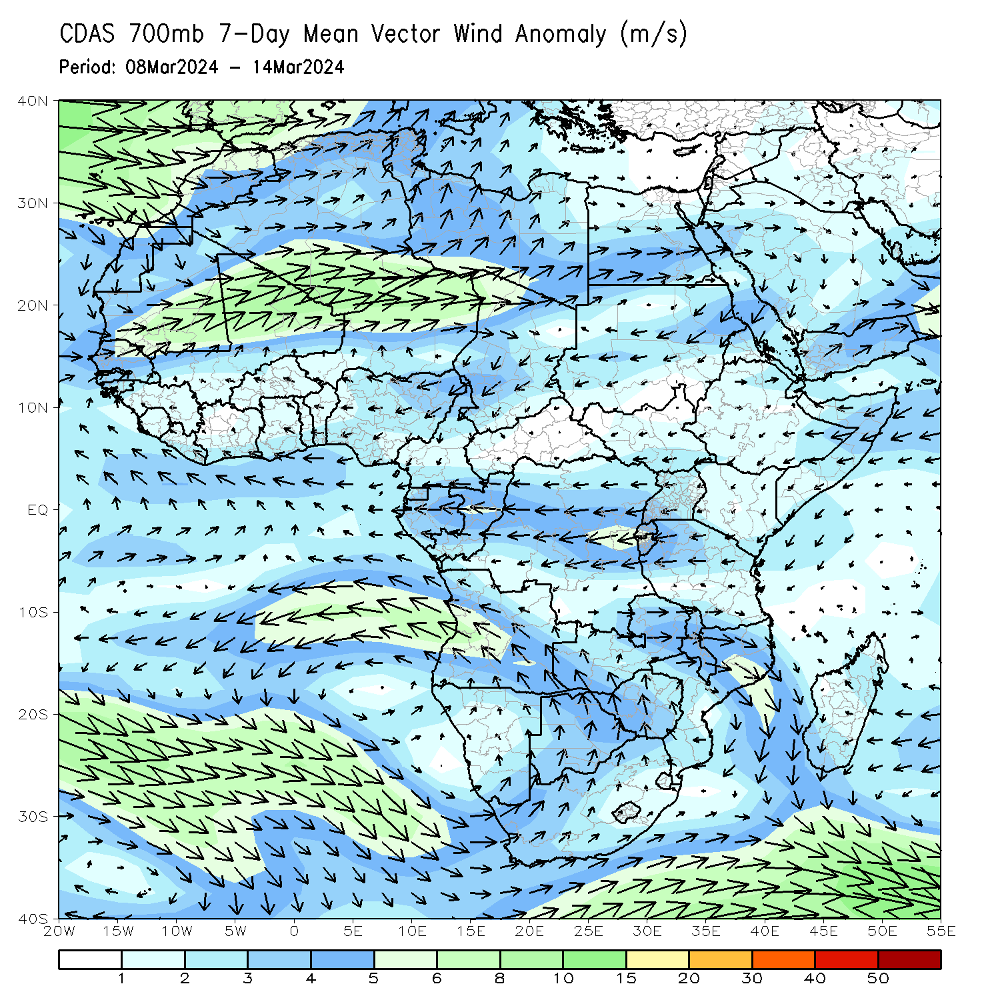 CDAS 700mb 7-Day Mean Vector Wind Anomaly (m/s)
Period: 08Mar2024 - 14Mar2024
40N
30N
20N
10N
EQ
10S
20S
30S
40S
20W 15W 10W 5W 0 5E 10E 15E 20E 25E 30E 35E 40E 45E 50E 55E
1 2 3 4 5 6 8 10 15 20 30 40 50